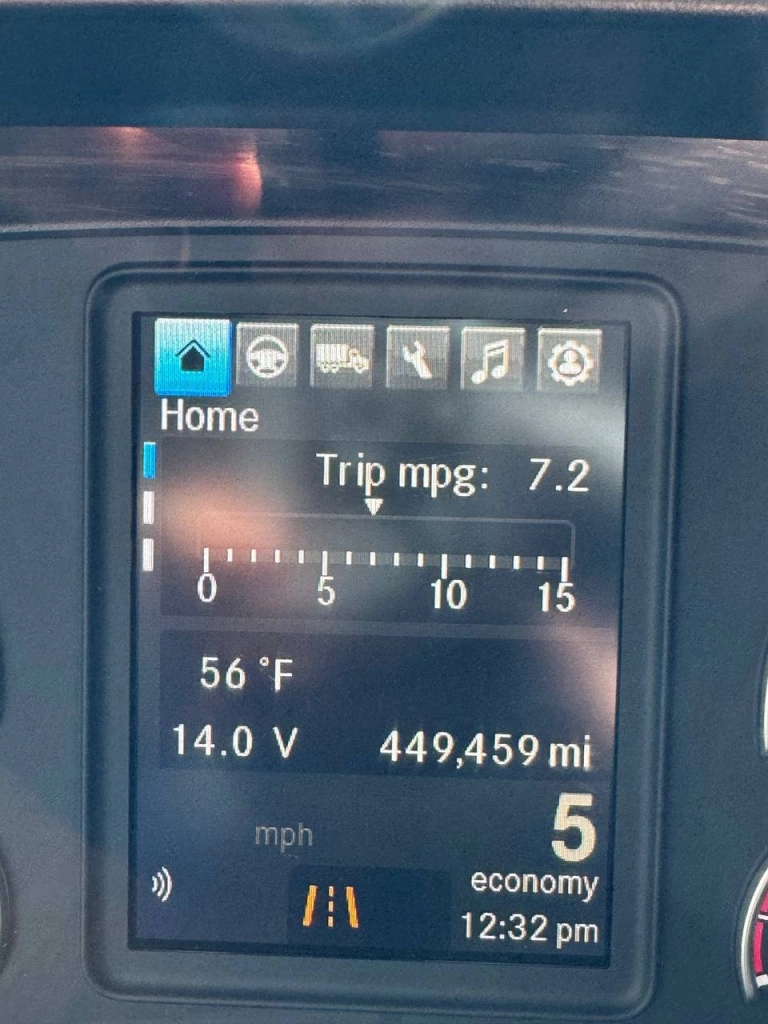 Home
Trip mpg: 7.2
0 5 10 15
56 °F
14.0 V 449,459 mi
mph 5
economy
12:32 pm